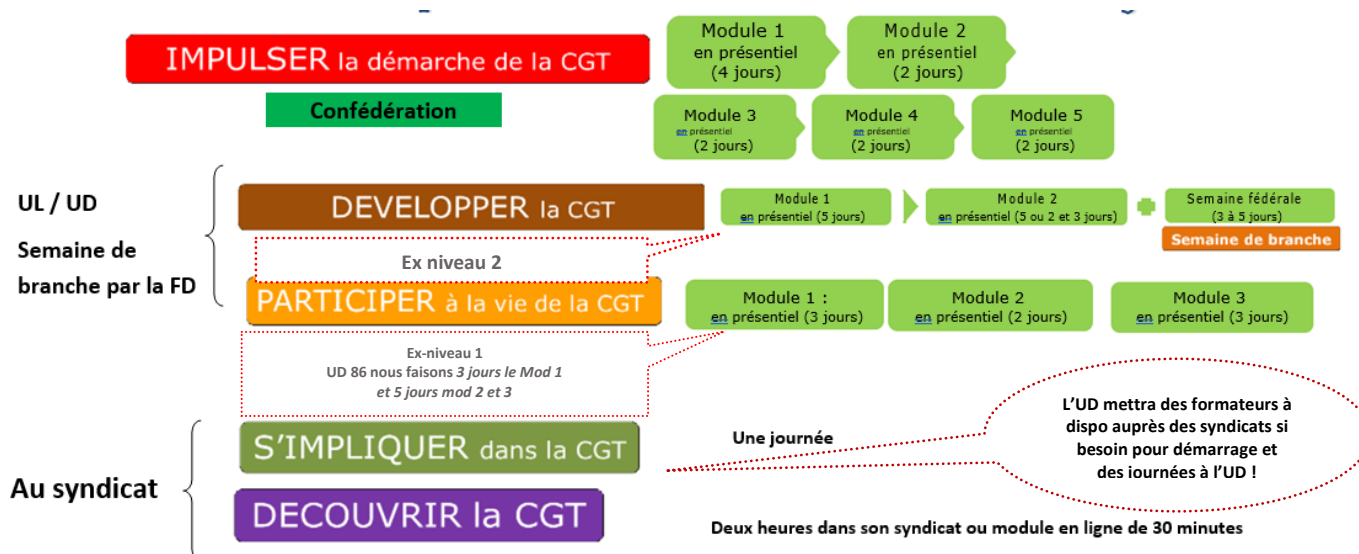 IMPULSER la démarche de la CGT
Module 1
en présentiel
(4 jours)
Module 2
en présentiel
(2 jours)
Confédération
Module 3
en présentiel
(2 jours)
Module 4
en présentiel
(2 jours)
Module 5
en présentiel
(2 jours)
UL / UD
Semaine de
branche par la FD
DEVELOPPER la CGT
Module 1
en présentiel (5 jours)
Module 2
en présentiel (5 ou 2 et 3 jours)
Semaine fédérale
(3 à 5 jours)
Semaine de branche
Ex niveau 2
PARTICIPER à la vie de la CGT
Module 1 :
en présentiel (3 jours)
Module 2
en présentiel (2 jours)
Module 3
en présentiel (3 jours)
Ex-niveau 1
UD 86 nous faisons 3 jours le Mod 1
et 5 jours mod 2 et 3
Au syndicat
S'IMPLIQUER dans la CGT
Une journée
L'UD mettra des formateurs à
dispo auprès des syndicats si
besoin pour démarrage et
des journées à l'UD !
DECOUVRIR la CGT
Deux heures dans son syndicat ou module en ligne de 30 minutes